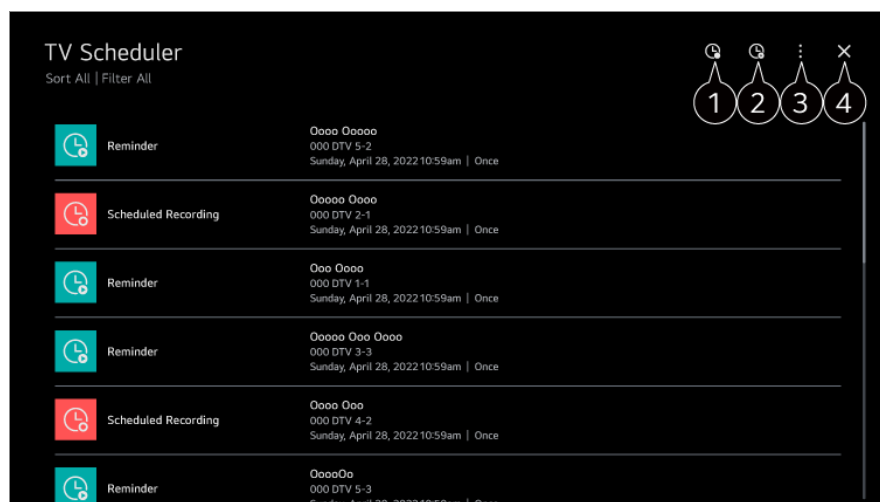 TV Scheduler
Sort All | Filter All
1 2 3 4
Reminder
Oooo Ooooo
000 DTV 5-2
Sunday, April 28, 2022 10:59am | Once
Scheduled Recording
Ooooo Oooo
000 DTV 2-1
Sunday, April 28, 2022 10:59am | Once
Reminder
Ooo Oooo
000 DTV 1-1
Sunday, April 28, 2022 10:59am | Once
Reminder
Ooooo Ooo Oooo
000 DTV 3-3
Sunday, April 28, 2022 10:59am | Once
Scheduled Recording
Oooo Ooo
000 DTV 4-2
Sunday, April 28, 2022 10:59am | Once
Reminder
OoooOo
000 DTV 5-3